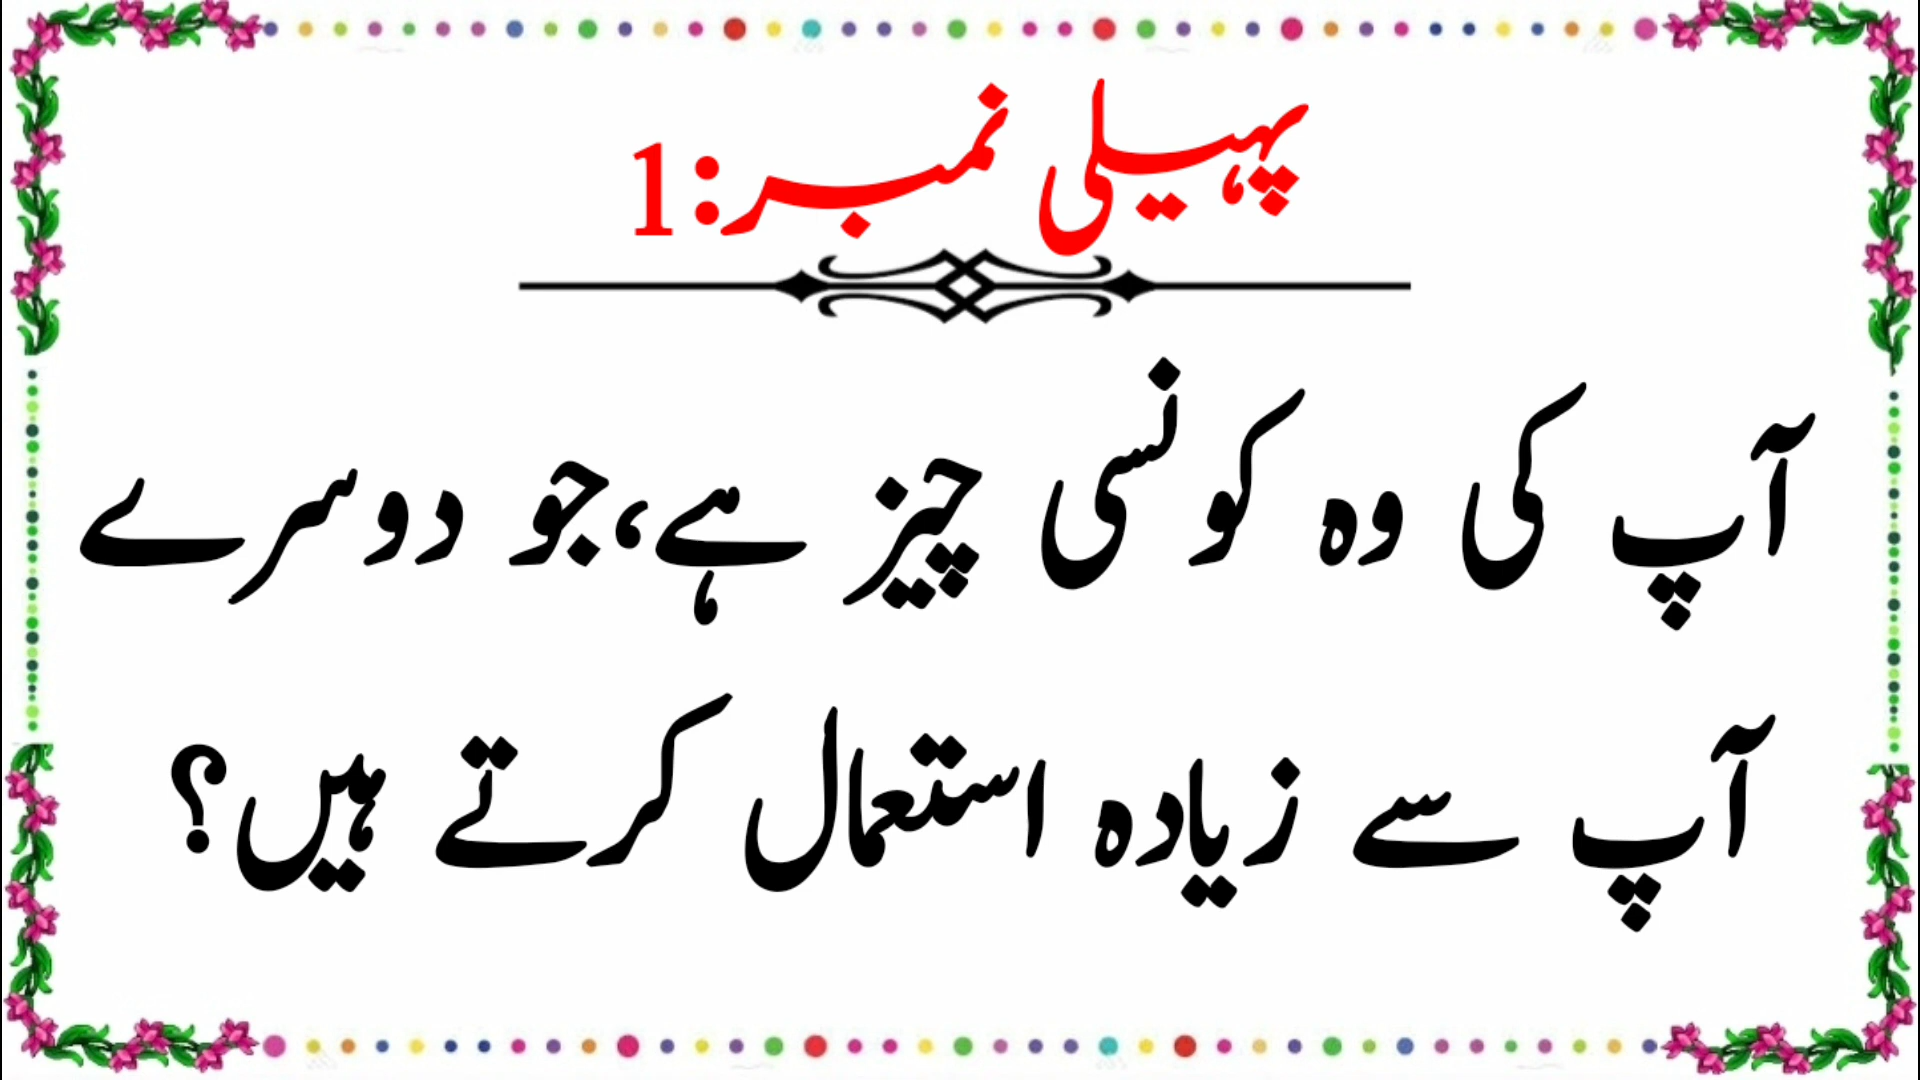 پہیلی نمبر:1
آپ کی وہ کونسی چیز ہے،جو دوسرے
آپ سے زیادہ استعمال کرتے ہیں؟